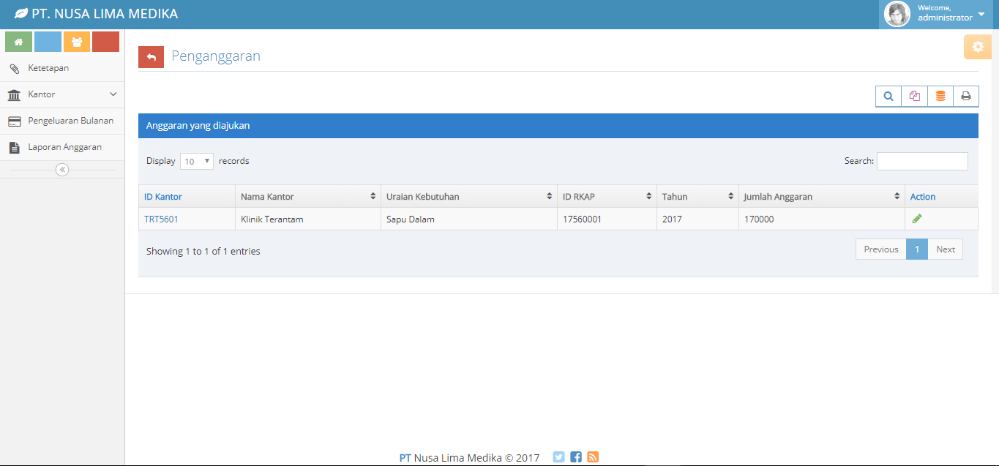 PT. NUSA LIMA MEDIKA
Welcome,
administrator
Ketetapan
Kantor
Pengeluaran Bulanan
Laporan Anggaran
Penganggaran
Anggaran yang diajukan
Display 10 records Search:
ID Kantor Nama Kantor Uraian Kebutuhan ID RKAP Tahun Jumlah Anggaran Action
TRT5601 Klinik Terantam Sapu Dalam 17560001 2017 170000
Showing 1 to 1 of 1 entries Previous 1 Next
PT Nusa Lima Medika © 2017